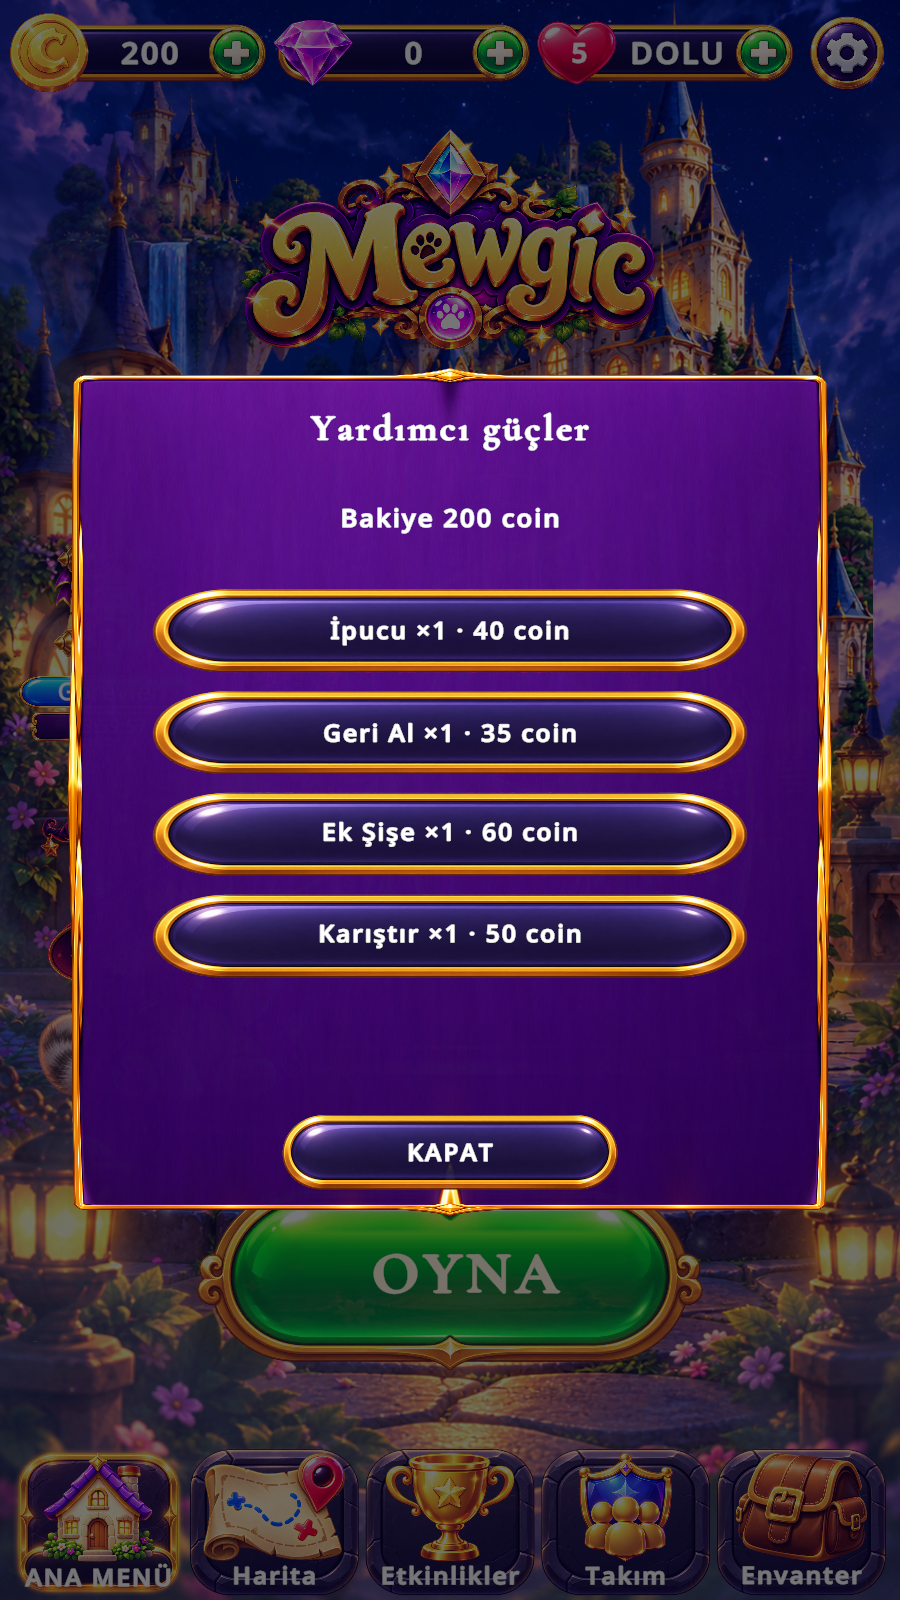 200
0
5
DOLU
Mewgic
Yardımcı güçler
Bakiye 200 coin
İpucu ×1 · 40 coin
Geri Al ×1 · 35 coin
Ek Şişe ×1 · 60 coin
Karıştır ×1 · 50 coin
KAPAT
OYNA
ANA MENÜ
Harita
Etkinlikler
Takım
Envanter